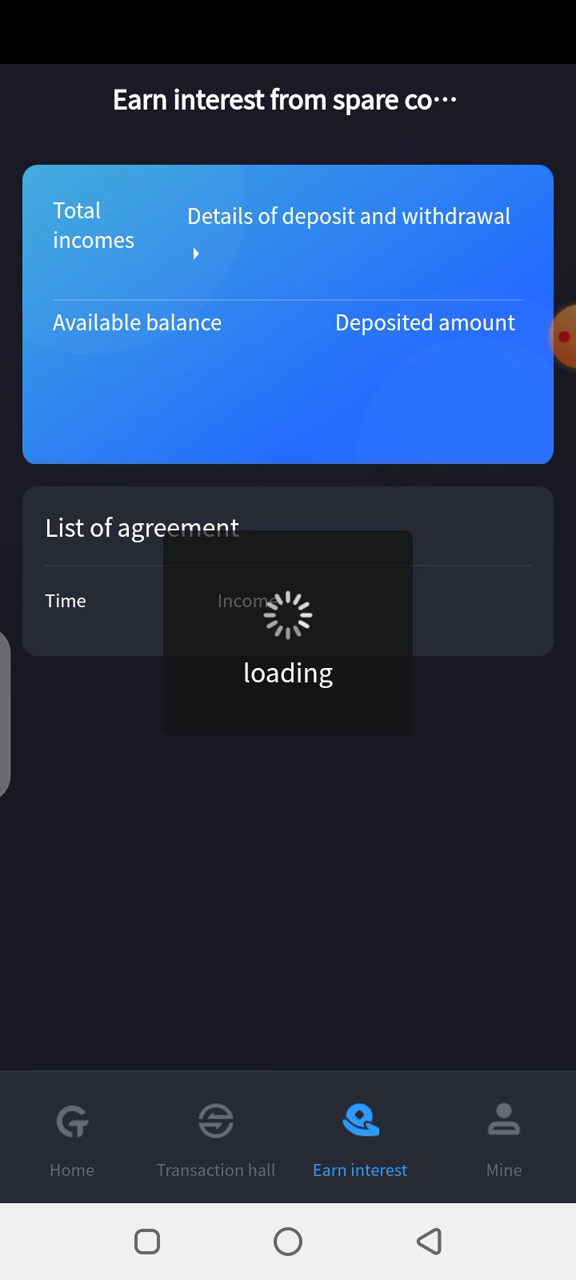 Earn interest from spare co···
Total
incomes
Details of deposit and withdrawal
Available balance
Deposited amount
List of agreement
Time
Income
loading
Home
Transaction hall
Earn interest
Mine